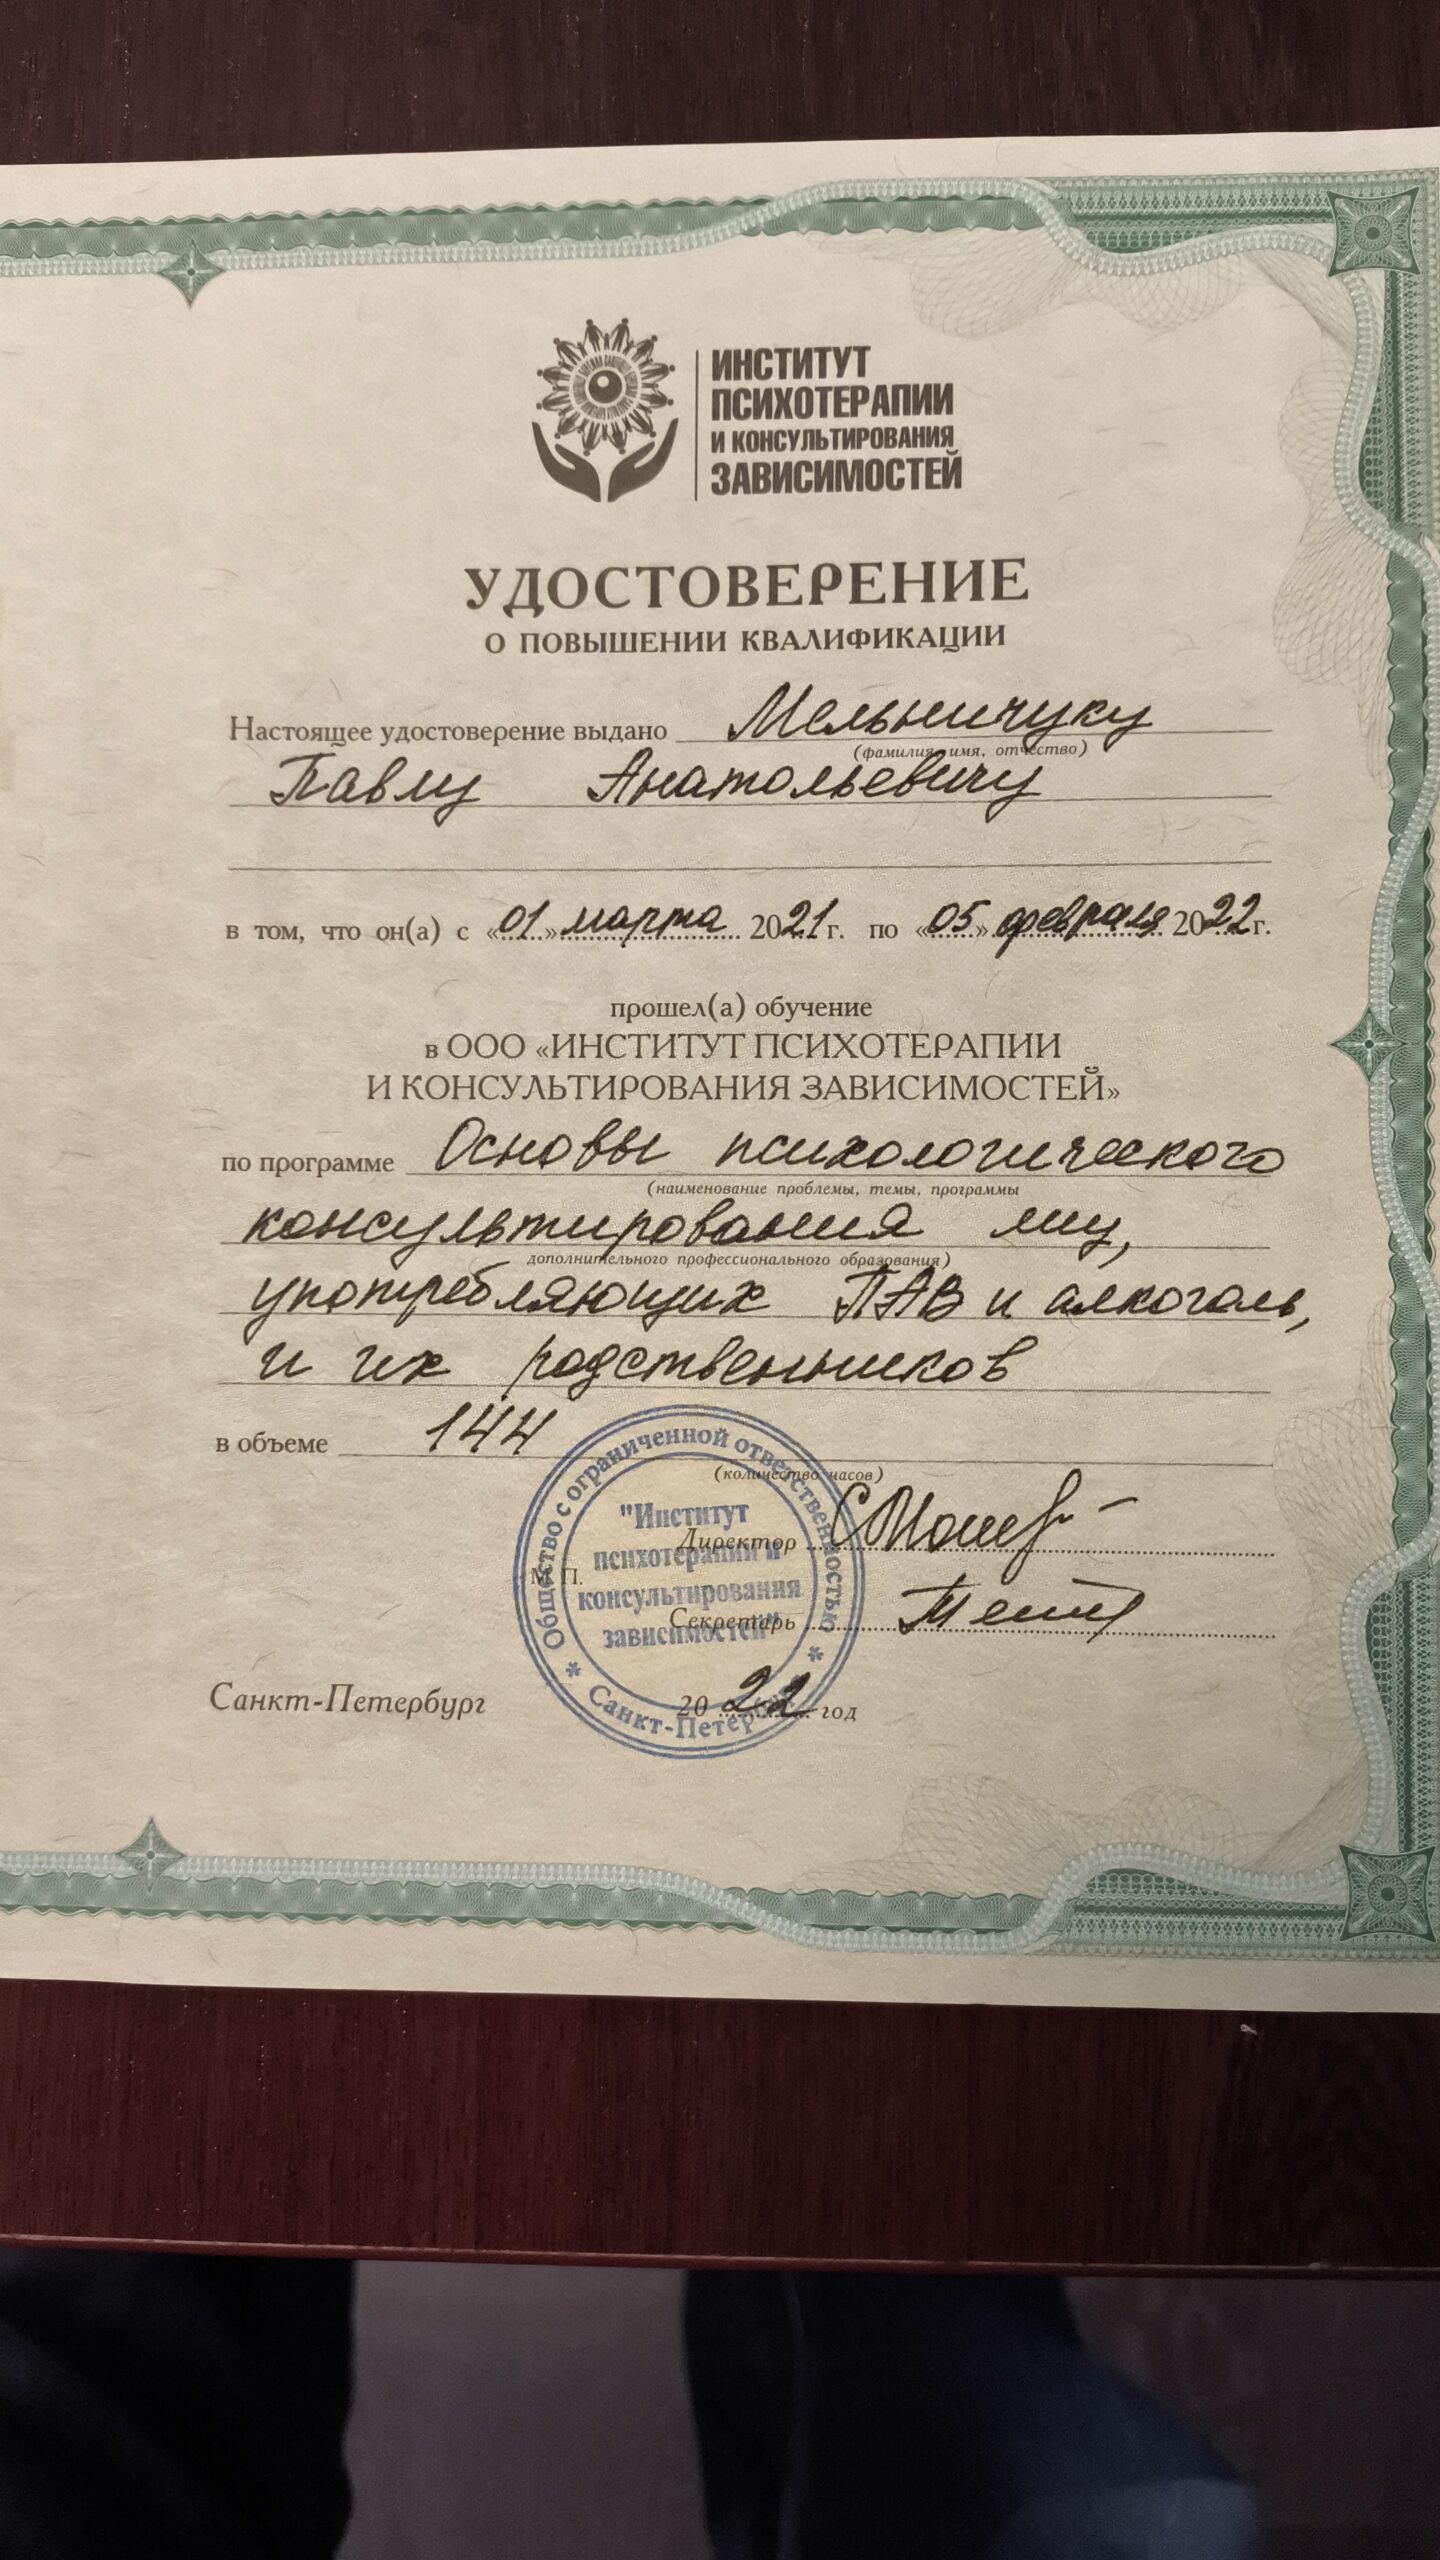 ИНСТИТУТ
ПСИХОТЕРАПИИ
И КОНСУЛЬТИРОВАНИЯ
ЗАВИСИМОСТЕЙ
УДОСТОВЕРЕНИЕ
О ПОВЫШЕНИИ КВАЛИФИКАЦИИ
Настоящее удостоверение выдано Мельничуку
(фамилия, имя, отчество)
Павлу Анатольевичу
в том, что он(а) с «01» марта 2021 г. по «05» февраля 2022 г.
прошел(а) обучение
в ООО «ИНСТИТУТ ПСИХОТЕРАПИИ
И КОНСУЛЬТИРОВАНИЯ ЗАВИСИМОСТЕЙ»
по программе Основы психологического
(наименование проблемы, темы, программы
консультирования лиц,
дополнительного профессионального образования)
употребляющих ПАВ и алкоголь,
и их родственников
в объеме 144
(количество часов)
Общество с ограниченной ответственностью
"Институт
психотерапии и
консультирования
зависимостей"
* Санкт-Петербург *
Директор
М.П.
Секретарь
Санкт-Петербург 2022 год